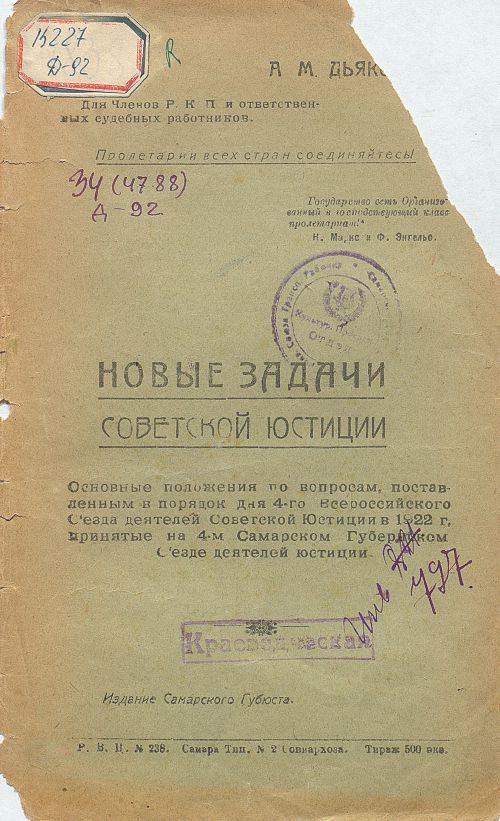 К227
Д-92
А М. ДЬЯК
Для Членов Р. К П. и ответствен-
ных судебных работников.
Пролетарии всех стран соединяйтесь!
34 (47 88)
Д-92
Государство есть Организо-
ванный в господствующий класс
пролетариат!"
К. Маркс и Ф. Энгельс.
НОВЫЕ ЗАДАЧИ
СОВЕТСКОЙ ЮСТИЦИИ
Основные положения по вопросам, постав-
ленным в порядок дня 4-го Всероссийского
С'езда деятелей Советской Юстиции в 1922 г.
принятые на 4-м Самарском Губернском
С'езде деятелей юстиции.
Инв
797.
Краеведческая
Издание Самарского Губюста.
Р. В. Ц. № 238. Самара Тип. № 2 Совнархоза. Тираж 500 экз.